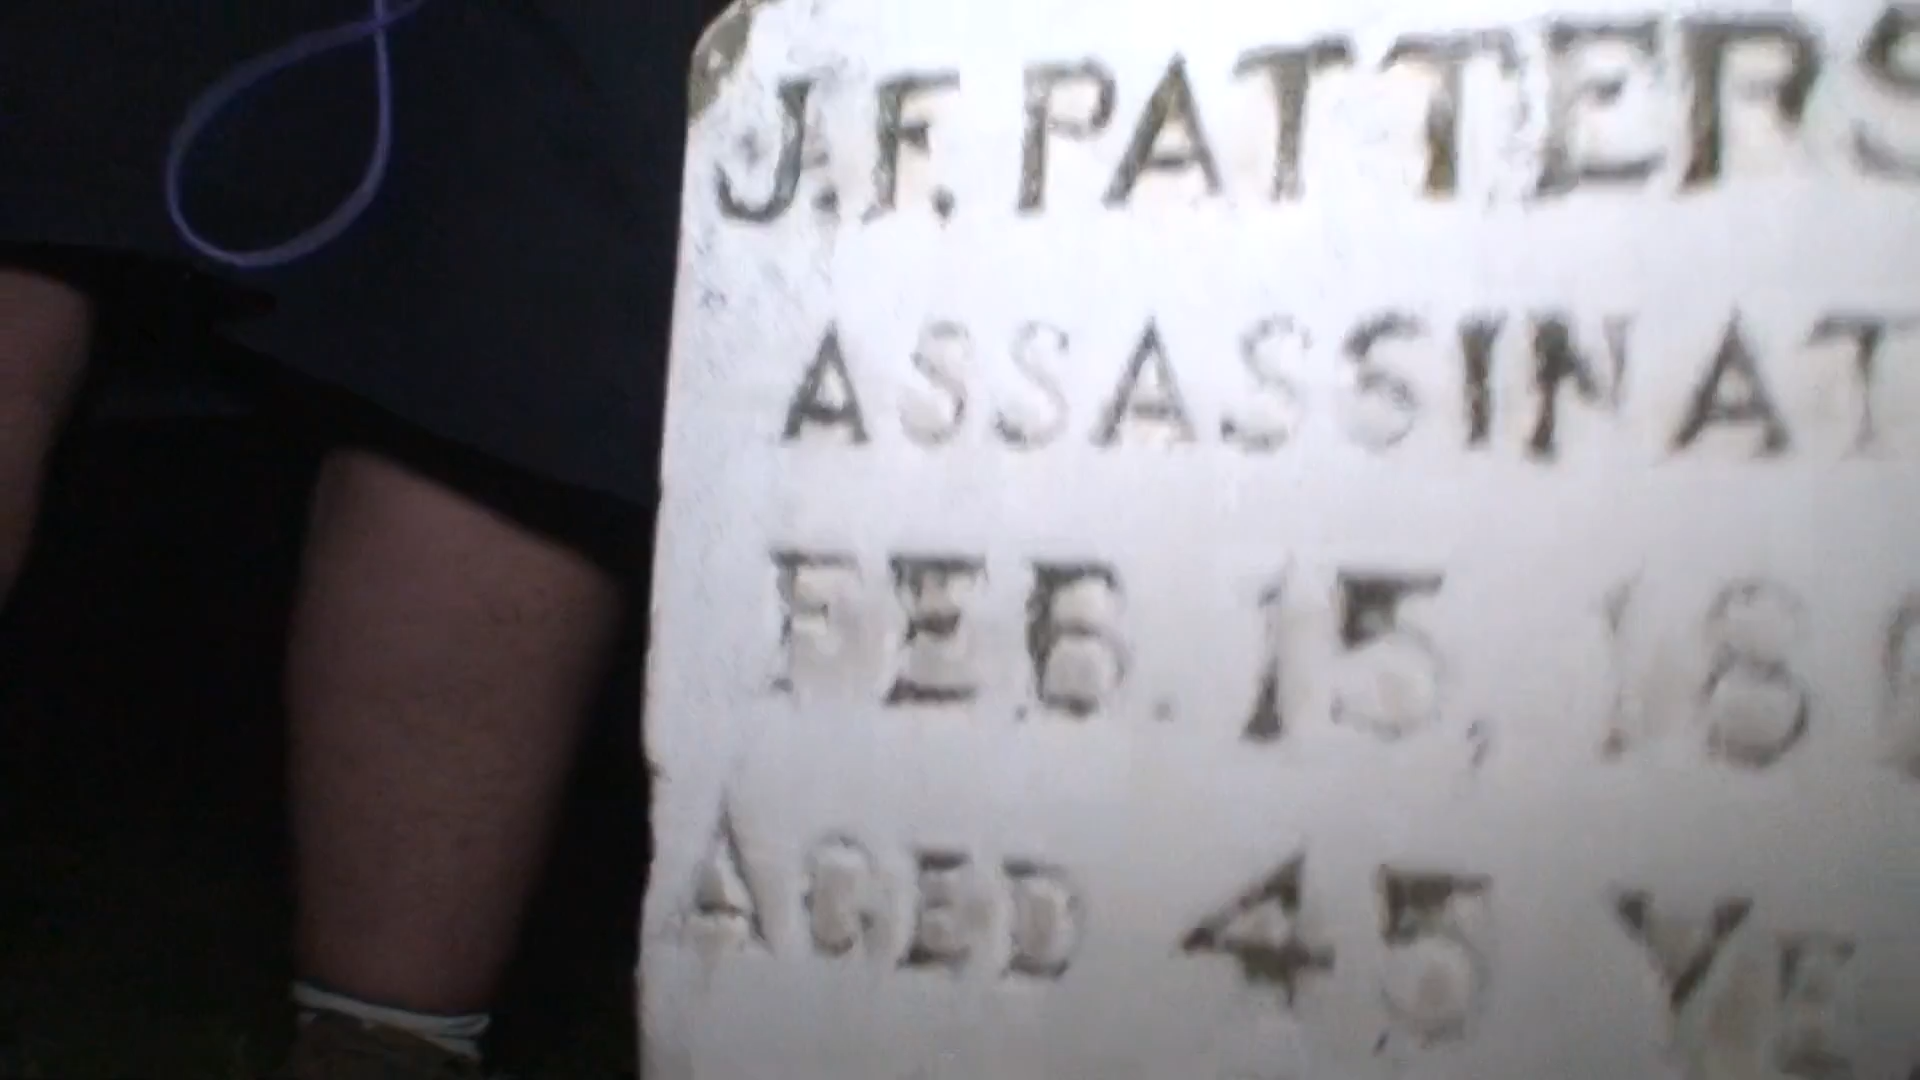 J.F. PATTERS
ASSASSINAT
FEB. 15, 18
AGED 45 YE